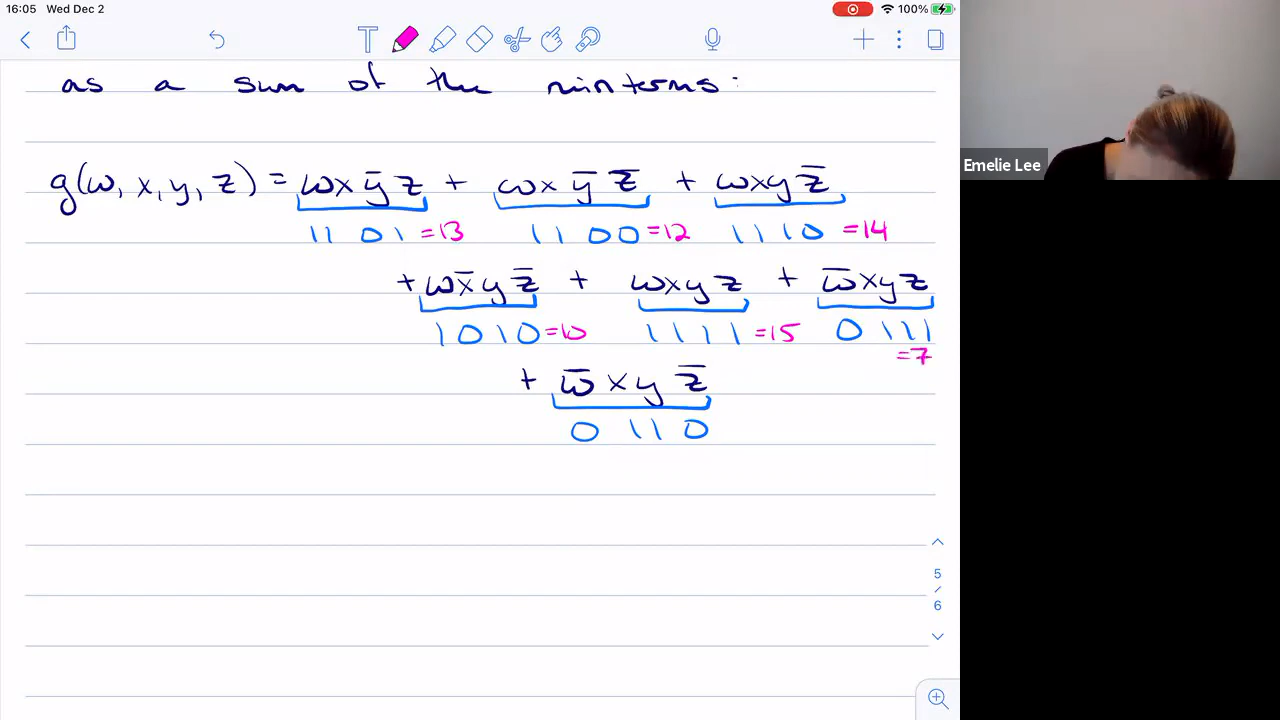 16:05 Wed Dec 2
100%
T
as a sum of the minterms:
g(w, x, y, z) = wxȳz + wxȳz̄ + wxyz̄
1101 =13 1100 =12 1110 =14
+ wx̄yz̄ + wxyz + w̄xyz
1010 =10 1111 =15 0111
=7
+ w̄xyz̄
0110
5
/
6
Emelie Lee